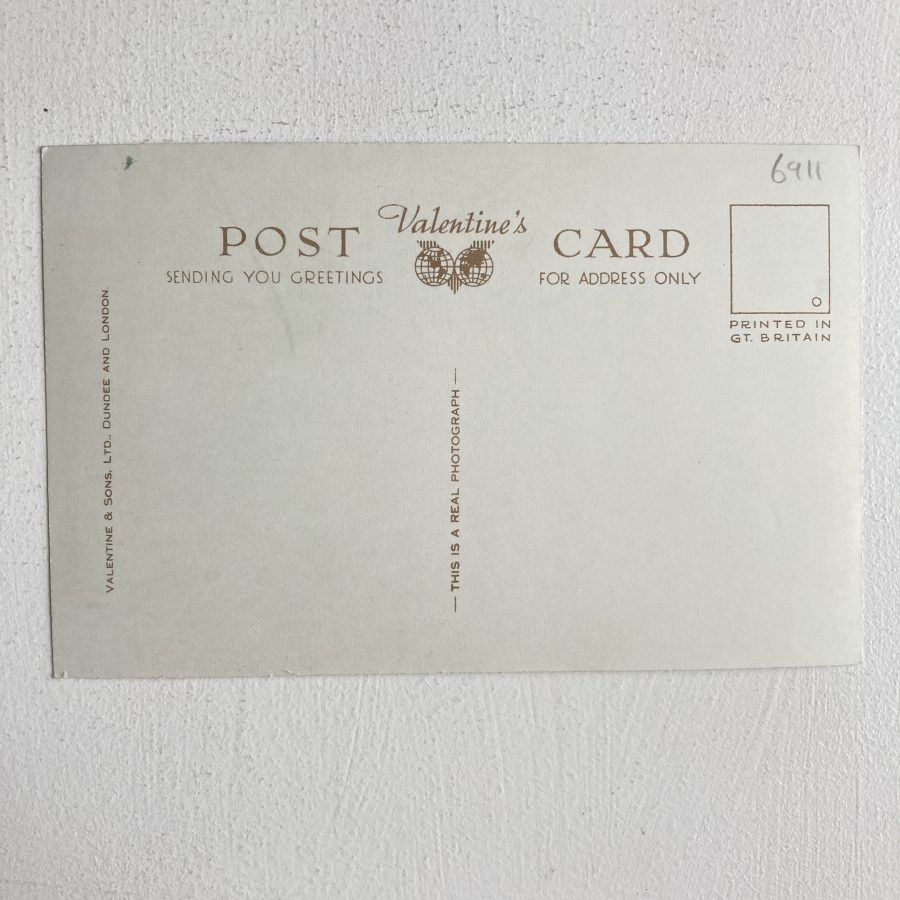 6911
Valentine's
POST CARD
SENDING YOU GREETINGS
FOR ADDRESS ONLY
O
PRINTED IN
GT. BRITAIN
VALENTINE & SONS, LTD., DUNDEE AND LONDON.
— THIS IS A REAL PHOTOGRAPH —